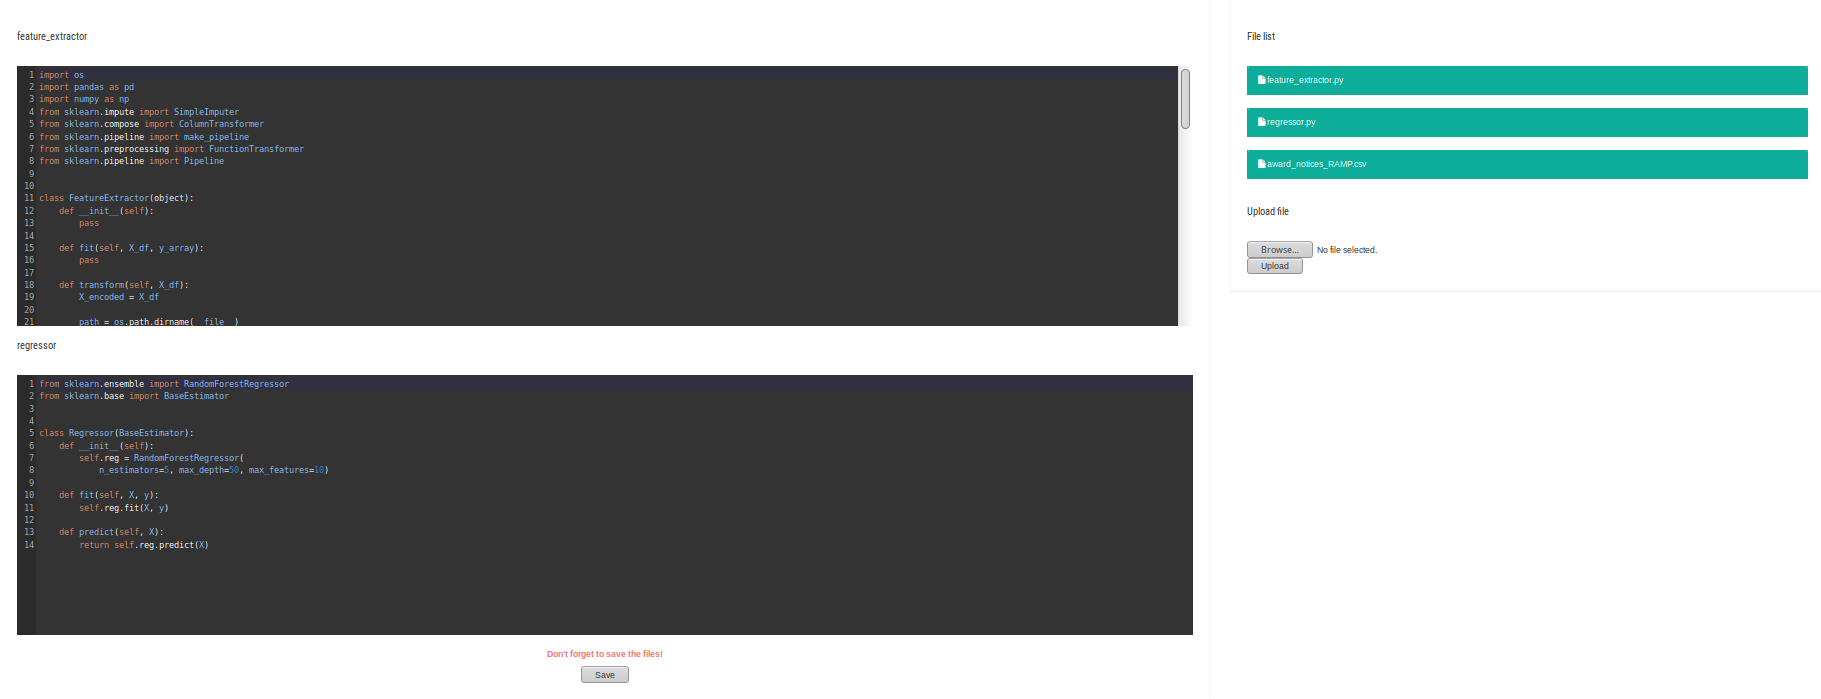 feature_extractor
1 import os
2 import pandas as pd
3 import numpy as np
4 from sklearn.impute import SimpleImputer
5 from sklearn.compose import ColumnTransformer
6 from sklearn.pipeline import make_pipeline
7 from sklearn.preprocessing import FunctionTransformer
8 from sklearn.pipeline import Pipeline
9
10
11 class FeatureExtractor(object):
12     def __init__(self):
13         pass
14
15     def fit(self, X_df, y_array):
16         pass
17
18     def transform(self, X_df):
19         X_encoded = X_df
20
21         path = os.path.dirname(__file__)
regressor
1 from sklearn.ensemble import RandomForestRegressor
2 from sklearn.base import BaseEstimator
3
4
5 class Regressor(BaseEstimator):
6     def __init__(self):
7         self.reg = RandomForestRegressor(
8             n_estimators=5, max_depth=50, max_features=10)
9
10     def fit(self, X, y):
11         self.reg.fit(X, y)
12
13     def predict(self, X):
14         return self.reg.predict(X)
Don't forget to save the files!
Save
File list
feature_extractor.py
regressor.py
award_notices_RAMP.csv
Upload file
Browse... No file selected.
Upload